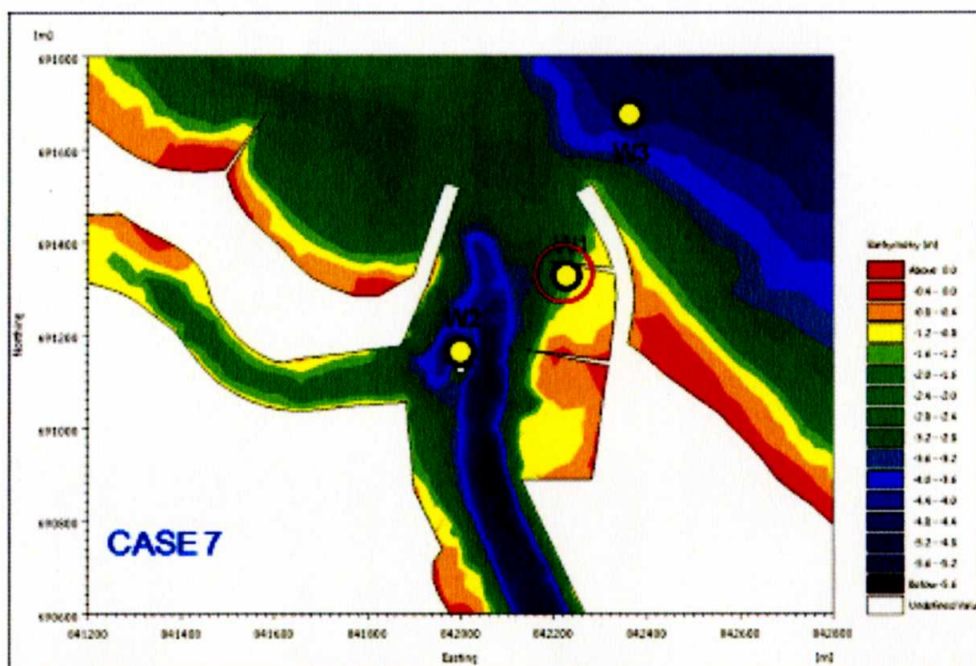 [m]
691800
691600
691400
691200
691000
690800
690600
Northing
W3
W2
CASE 7
841200
841400
841600
841800
842000
842200
842400
842600
842800
Easting
[m]
Bathymetry [m]
Above 0.0
-0.4 - 0.0
-0.8 - -0.4
-1.2 - -0.8
-1.6 - -1.2
-2.0 - -1.6
-2.4 - -2.0
-2.8 - -2.4
-3.2 - -2.8
-3.6 - -3.2
-4.0 - -3.6
-4.4 - -4.0
-4.8 - -4.4
-5.2 - -4.8
-5.6 - -5.2
Below -5.6
Undefined Value